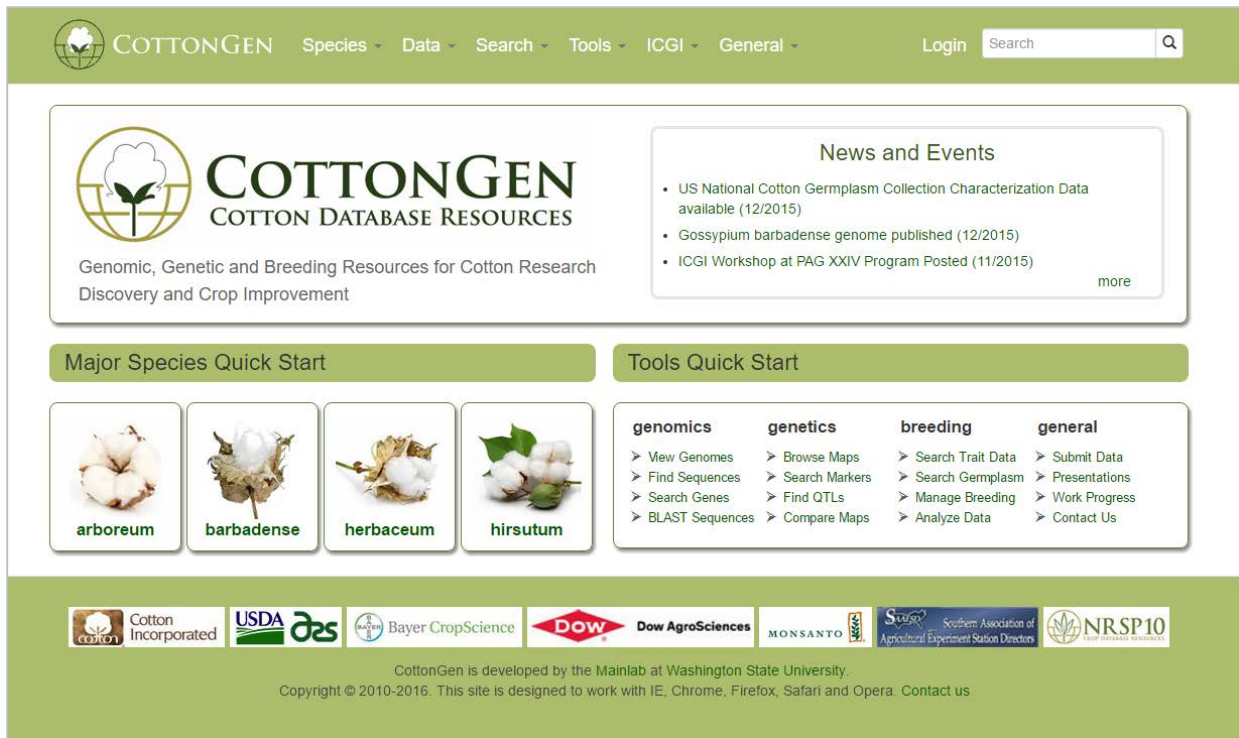 COTTONGEN Species Data Search Tools ICGI General Login Search
COTTONGEN
COTTON DATABASE RESOURCES
Genomic, Genetic and Breeding Resources for Cotton Research
Discovery and Crop Improvement
News and Events
• US National Cotton Germplasm Collection Characterization Data
available (12/2015)
• Gossypium barbadense genome published (12/2015)
• ICGI Workshop at PAG XXIV Program Posted (11/2015)
more
Major Species Quick Start
arboreum barbadense herbaceum hirsutum
Tools Quick Start
genomics genetics breeding general
➤ View Genomes ➤ Browse Maps ➤ Search Trait Data ➤ Submit Data
➤ Find Sequences ➤ Search Markers ➤ Search Germplasm ➤ Presentations
➤ Search Genes ➤ Find QTLs ➤ Manage Breeding ➤ Work Progress
➤ BLAST Sequences ➤ Compare Maps ➤ Analyze Data ➤ Contact Us
cotton Cotton
Incorporated
USDA ars
BAYER Bayer CropScience
DOW Dow AgroSciences
MONSANTO
SAAESD Southern Association of
Agricultural Experiment Station Directors
NRSP10
CROP DATABASE RESOURCES
CottonGen is developed by the Mainlab at Washington State University.
Copyright © 2010-2016. This site is designed to work with IE, Chrome, Firefox, Safari and Opera. Contact us